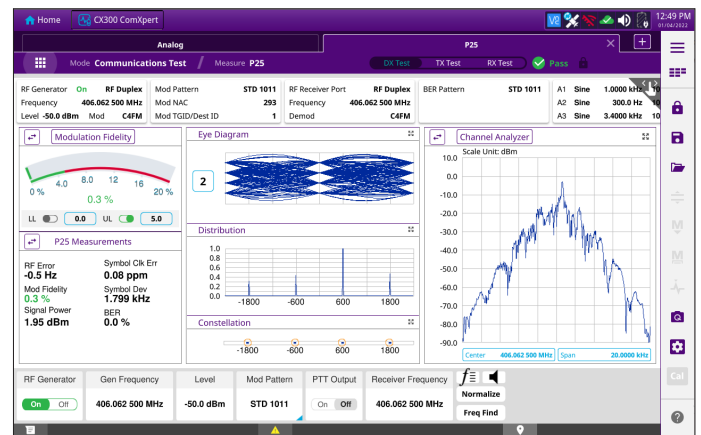 Home
CX300 ComXpert
12:49 PM
01/04/2022
Analog
P25
Mode Communications Test / Measure P25
DX Test
TX Test
RX Test
Pass
RF Generator On RF Duplex
Frequency 406.062 500 MHz
Level -50.0 dBm Mod C4FM
Mod Pattern STD 1011
Mod NAC 293
Mod TGID/Dest ID 1
RF Receiver Port RF Duplex
Frequency 406.062 500 MHz
Demod C4FM
BER Pattern STD 1011
A1 Sine 1.0000 kHz 10
A2 Sine 300.0 Hz
A3 Sine 3.4000 kHz 10
Modulation Fidelity
0 % 4.0 8.0 12 16 20 %
0.3 %
LL 0.0 UL 5.0
P25 Measurements
RF Error
-0.5 Hz
Symbol Clk Err
0.08 ppm
Mod Fidelity
0.3 %
Symbol Dev
1.799 kHz
Signal Power
1.95 dBm
BER
0.0 %
Eye Diagram
2
Distribution
1.0
0.8
0.6
0.4
0.2
0.0
-1800 -600 600 1800
Constellation
-1800 -600 600 1800
Channel Analyzer
Scale Unit: dBm
10.0
0.0
-10.0
-20.0
-30.0
-40.0
-50.0
-60.0
-70.0
-80.0
-90.0
Center 406.062 500 MHz
Span 20.0000 kHz
RF Generator
On Off
Gen Frequency
406.062 500 MHz
Level
-50.0 dBm
Mod Pattern
STD 1011
PTT Output
On Off
Receiver Frequency
406.062 500 MHz
f
Normalize
Freq Find
M
M
Cal
?